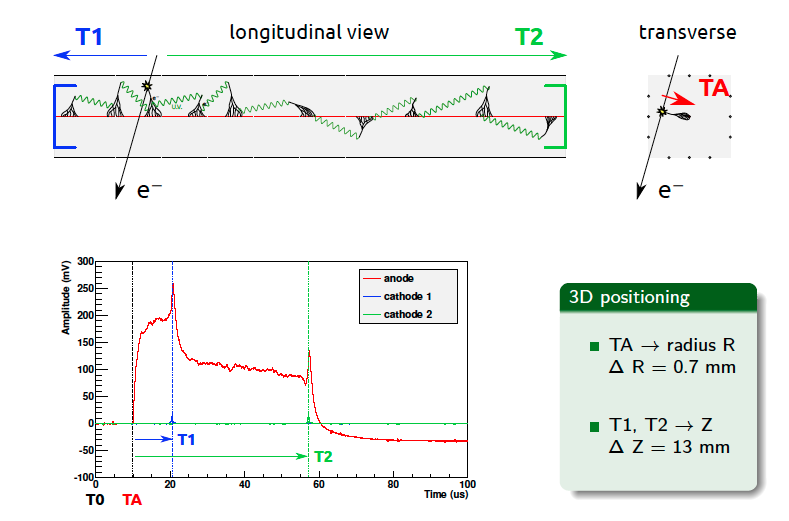 T1 longitudinal view T2 transverse
TA
u.v.
e⁻ e⁻
Amplitude (mV)
300
250
200
150
100
50
0
-50
-100
anode
cathode 1
cathode 2
T1
T2
0 20 40 60 80 100
Time (us)
T0 TA
3D positioning
TA → radius R
Δ R = 0.7 mm
T1, T2 → Z
Δ Z = 13 mm